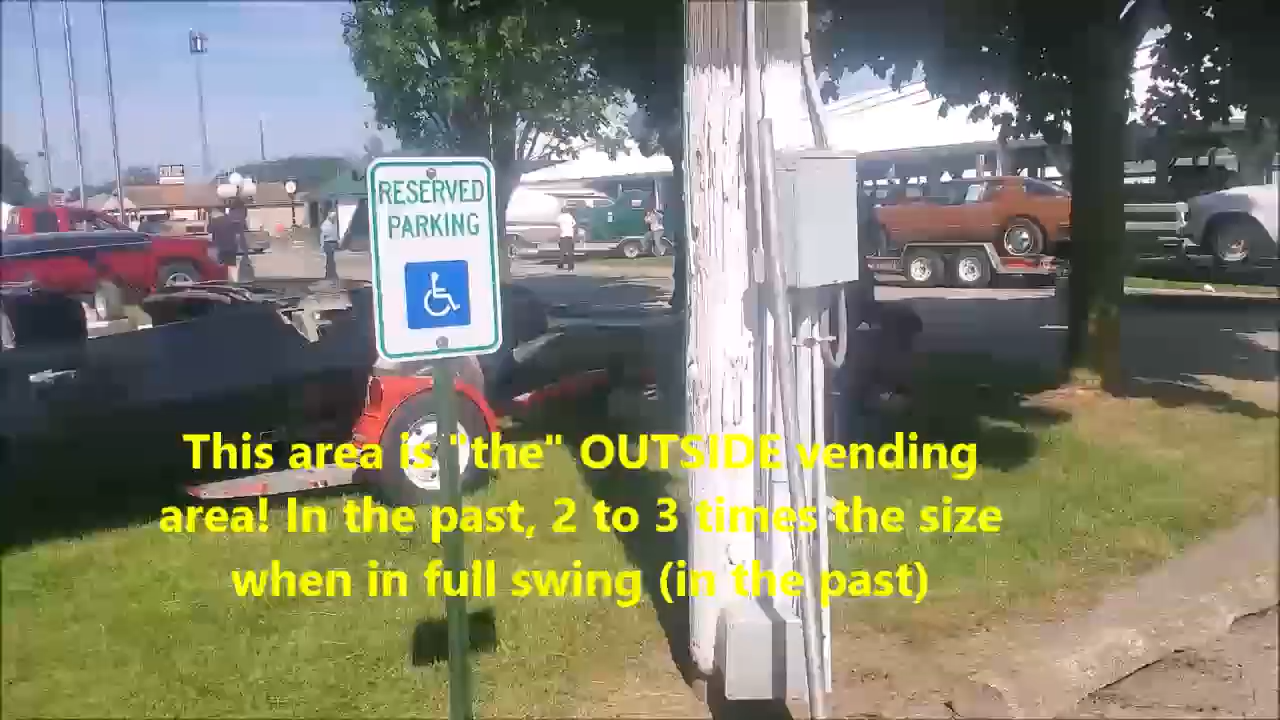 RESERVED
PARKING
This area is "the" OUTSIDE vending
area! In the past, 2 to 3 times the size
when in full swing (in the past)